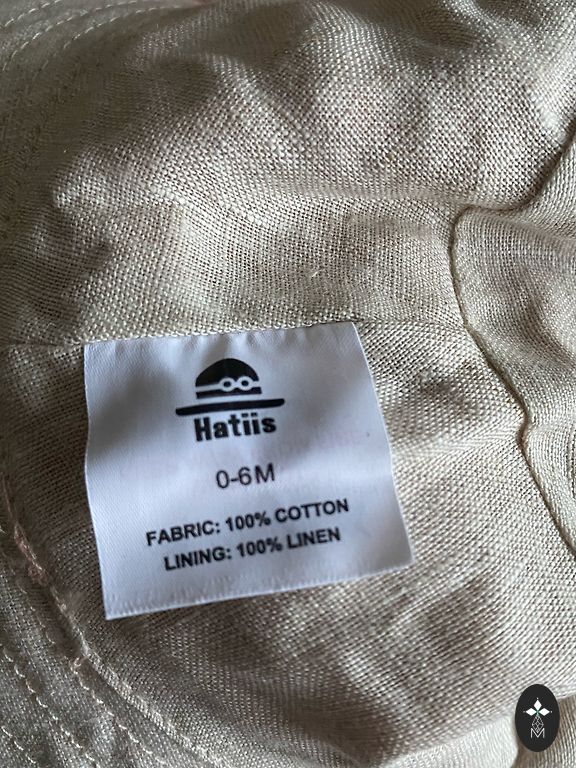 Hatiis
0-6M
FABRIC: 100% COTTON
LINING: 100% LINEN